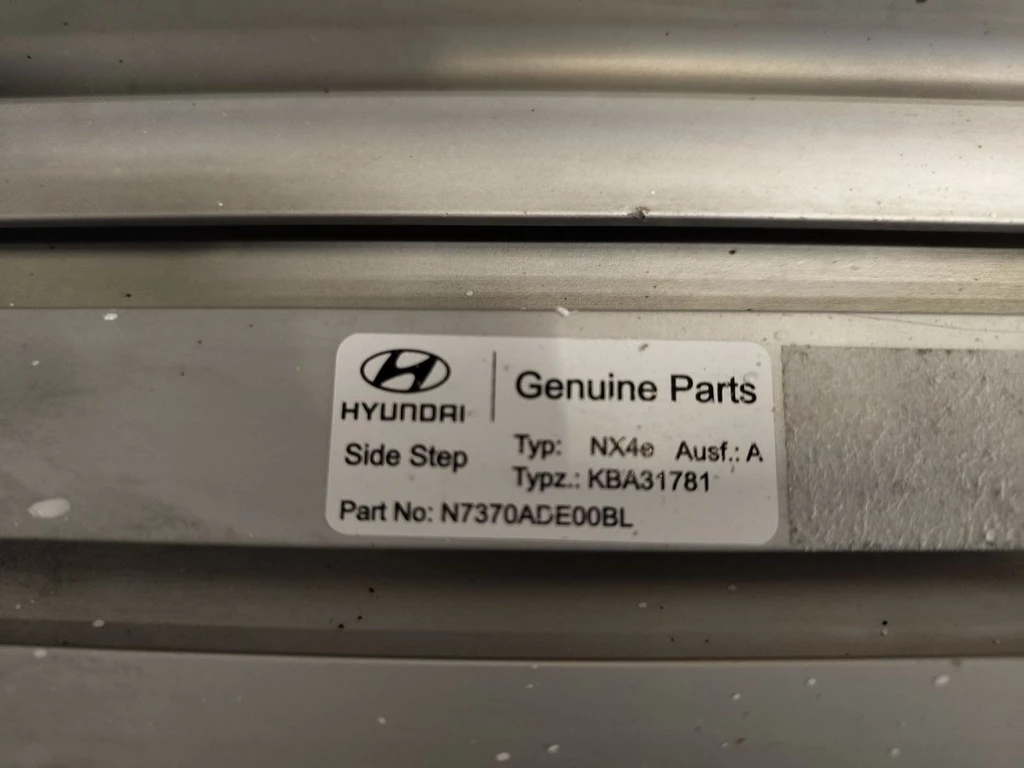 HYUNDAI
Genuine Parts
Side Step
Typ: NX4e Ausf.: A
Typz.: KBA31781
Part No: N7370ADE00BL